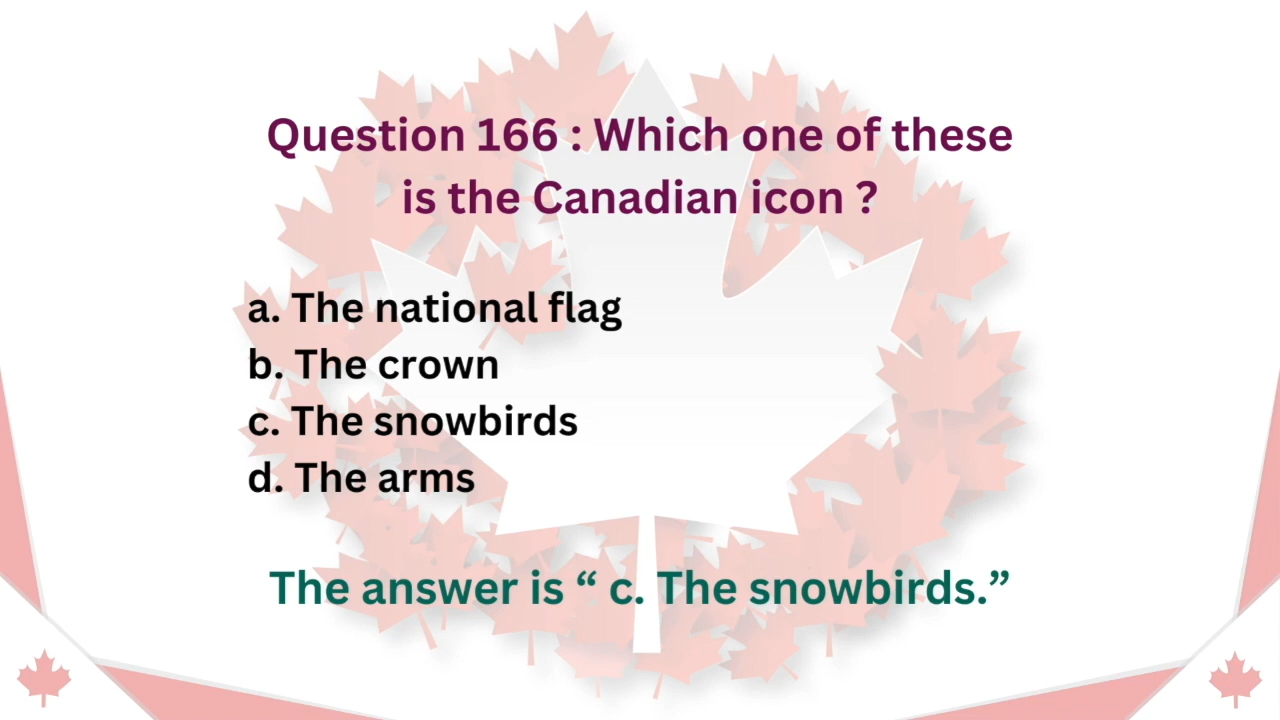 Question 166 : Which one of these
is the Canadian icon ?
a. The national flag
b. The crown
c. The snowbirds
d. The arms
The answer is “ c. The snowbirds.”